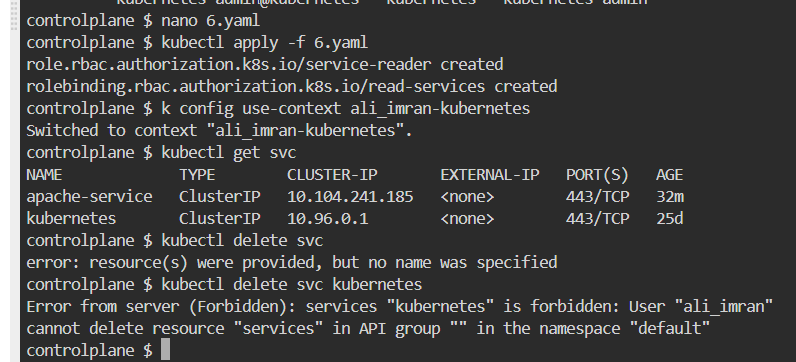 controlplane $ nano 6.yaml
controlplane $ kubectl apply -f 6.yaml
role.rbac.authorization.k8s.io/service-reader created
rolebinding.rbac.authorization.k8s.io/read-services created
controlplane $ k config use-context ali_imran-kubernetes
Switched to context "ali_imran-kubernetes".
controlplane $ kubectl get svc
NAME TYPE CLUSTER-IP EXTERNAL-IP PORT(S) AGE
apache-service ClusterIP 10.104.241.185 <none> 443/TCP 32m
kubernetes ClusterIP 10.96.0.1 <none> 443/TCP 25d
controlplane $ kubectl delete svc
error: resource(s) were provided, but no name was specified
controlplane $ kubectl delete svc kubernetes
Error from server (Forbidden): services "kubernetes" is forbidden: User "ali_imran"
cannot delete resource "services" in API group "" in the namespace "default"
controlplane $